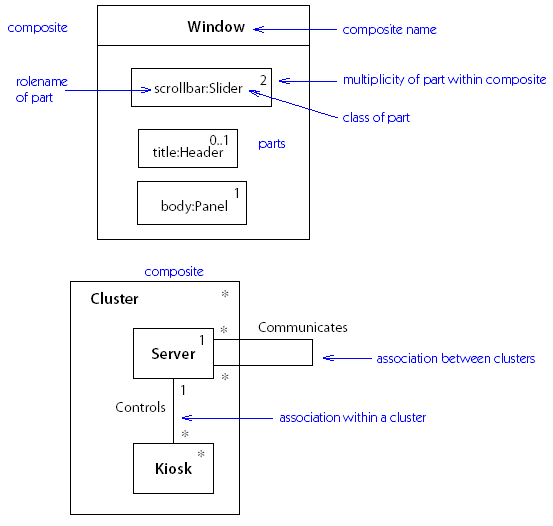 composite
Window
composite name
2
multiplicity of part within composite
rolename
of part
scrollbar:Slider
class of part
0..1
title:Header
parts
1
body:Panel
composite
Cluster
*
*
Communicates
1
Server
association between clusters
*
1
Controls
association within a cluster
*
*
Kiosk